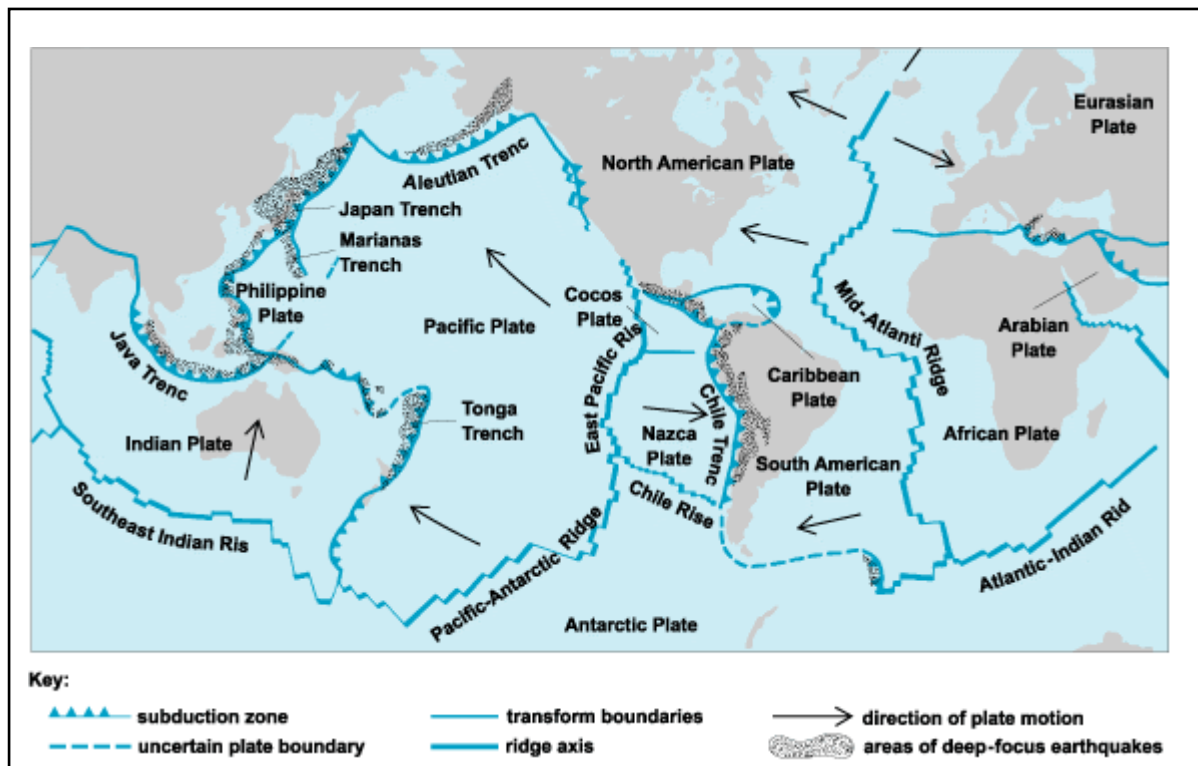 Eurasian
Plate
North American Plate
Aleutian Trenc
Japan Trench
Marianas
Trench
Philippine
Plate
Cocos
Plate
Pacific Plate
Mid-Atlanti Ridge
Arabian
Plate
Java Trenc
East Pacific Ris
Caribbean
Plate
Chile Trenc
Tonga
Trench
Indian Plate
Nazca
Plate
African Plate
South American
Plate
Chile Rise
Southeast Indian Ris
Pacific-Antarctic Ridge
Atlantic-Indian Rid
Antarctic Plate
Key:
subduction zone
transform boundaries
direction of plate motion
uncertain plate boundary
ridge axis
areas of deep-focus earthquakes